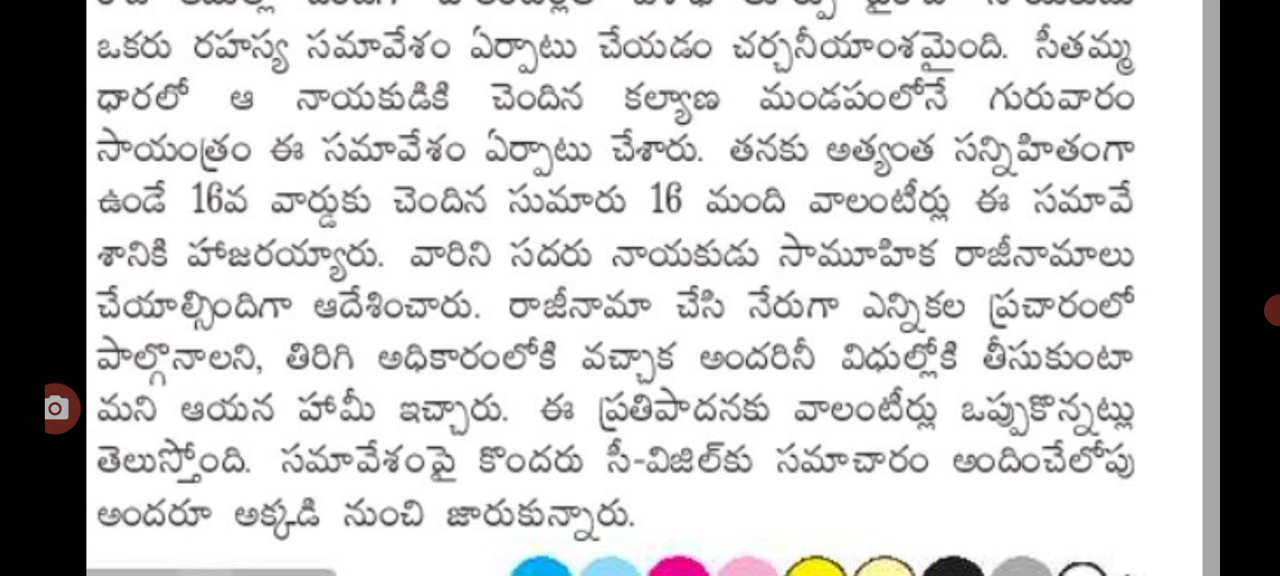 ఒకరు రహస్య సమావేశం ఏర్పాటు చేయడం చర్చనీయాంశమైంది. సీతమ్మ
ధారలో ఆ నాయకుడికి చెందిన కల్యాణ మండపంలోనే గురువారం
సాయంత్రం ఈ సమావేశం ఏర్పాటు చేశారు. తనకు అత్యంత సన్నిహితంగా
ఉండే 16వ వార్డుకు చెందిన సుమారు 16 మంది వాలంటీర్లు ఈ సమావే
శానికి హాజరయ్యారు. వారిని సదరు నాయకుడు సామూహిక రాజీనామాలు
చేయాల్సిందిగా ఆదేశించారు. రాజీనామా చేసి నేరుగా ఎన్నికల ప్రచారంలో
పాల్గొనాలని, తిరిగి అధికారంలోకి వచ్చాక అందరినీ విధుల్లోకి తీసుకుంటా
మని ఆయన హామీ ఇచ్చారు. ఈ ప్రతిపాదనకు వాలంటీర్లు ఒప్పుకొన్నట్లు
తెలుస్తోంది. సమావేశంపై కొందరు సీ-విజిల్‌కు సమాచారం అందించేలోపు
అందరూ అక్కడి నుంచి జారుకున్నారు.